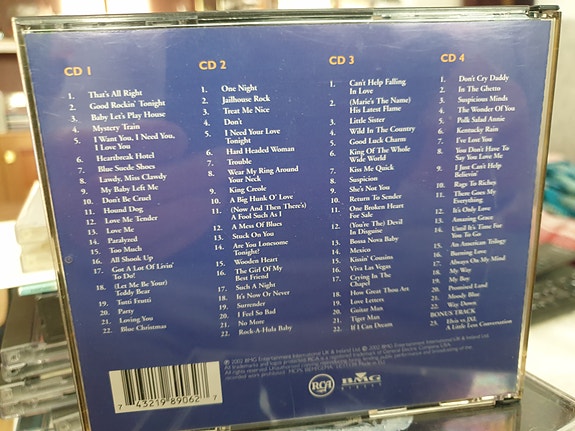 CD 1
1. That's All Right
2. Good Rockin' Tonight
3. Baby Let's Play House
4. Mystery Train
5. I Want You, I Need You,
I Love You
6. Heartbreak Hotel
7. Blue Suede Shoes
8. Lawdy, Miss Clawdy
9. My Baby Left Me
10. Don't Be Cruel
11. Hound Dog
12. Love Me Tender
13. Love Me
14. Paralyzed
15. Too Much
16. All Shook Up
17. Got A Lot Of Livin'
To Do!
18. (Let Me Be Your)
Teddy Bear
19. Tutti Frutti
20. Party
21. Loving You
22. Blue Christmas
CD 2
1. One Night
2. Jailhouse Rock
3. Treat Me Nice
4. Don't
5. I Need Your Love
Tonight
6. Hard Headed Woman
7. Trouble
8. Wear My Ring Around
Your Neck
9. King Creole
10. A Big Hunk O' Love
11. (Now And Then There's)
A Fool Such As I
12. A Mess Of Blues
13. Stuck On You
14. Are You Lonesome
Tonight?
15. Wooden Heart
16. The Girl Of My
Best Friend
17. Such A Night
18. It's Now Or Never
19. Surrender
20. I Feel So Bad
21. No More
22. Rock-A-Hula Baby
CD 3
1. Can't Help Falling
In Love
2. (Marie's The Name)
His Latest Flame
3. Little Sister
4. Wild In The Country
5. Good Luck Charm
6. King Of The Whole
Wide World
7. Kiss Me Quick
8. Suspicion
9. She's Not You
10. Return To Sender
11. One Broken Heart
For Sale
12. (You're The) Devil
In Disguise
13. Bossa Nova Baby
14. Mexico
15. Kissin' Cousins
16. Viva Las Vegas
17. Crying In The
Chapel
18. How Great Thou Art
19. Love Letters
20. Guitar Man
21. Tiger Man
22. If I Can Dream
CD 4
1. Don't Cry Daddy
2. In The Ghetto
3. Suspicious Minds
4. The Wonder Of You
5. Polk Salad Annie
6. Kentucky Rain
7. I've Lost You
8. You Don't Have To
Say You Love Me
9. I Just Can't Help
Believin'
10. Rags To Riches
11. There Goes My
Everything
12. It's Only Love
13. Amazing Grace
14. Until It's Time For
You To Go
15. An American Trilogy
16. Burning Love
17. Always On My Mind
18. My Way
19. My Boy
20. Promised Land
21. Moody Blue
22. Way Down
BONUS TRACK
23. Elvis vs JXL
A Little Less Conversation
℗ 2002 BMG Entertainment International UK & Ireland Ltd. © 2002 BMG Entertainment International UK & Ireland Ltd.
RCA
BMG
7 43219 89062 7